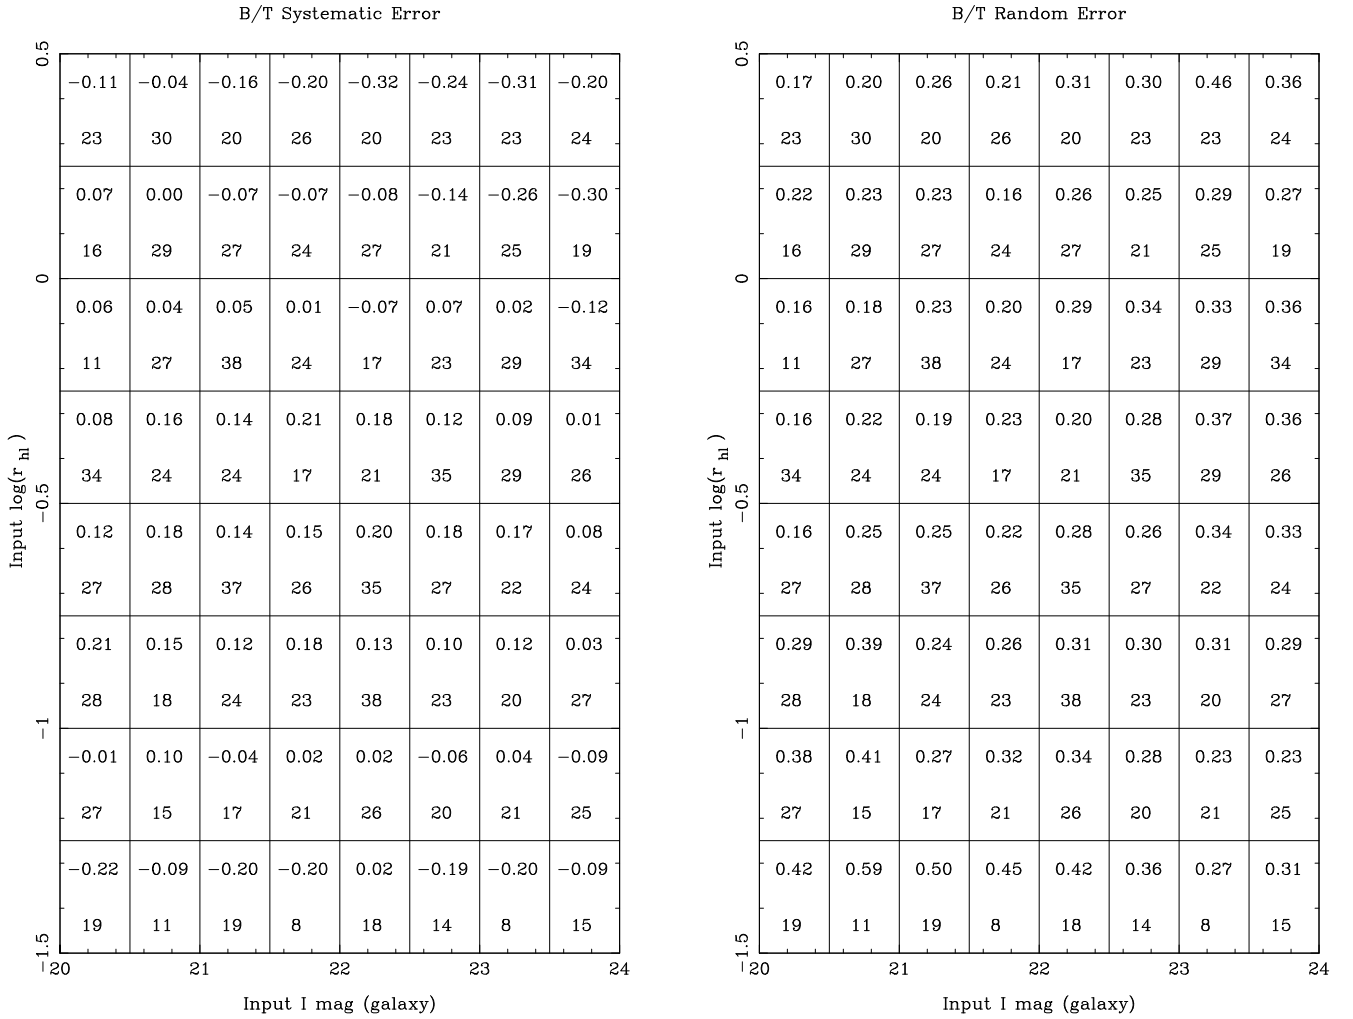 B/T Systematic Error
0.5
−0.11 −0.04 −0.16 −0.20 −0.32 −0.24 −0.31 −0.20
23 30 20 26 20 23 23 24
0.07 0.00 −0.07 −0.07 −0.08 −0.14 −0.26 −0.30
16 29 27 24 27 21 25 19
0
0.06 0.04 0.05 0.01 −0.07 0.07 0.02 −0.12
11 27 38 24 17 23 29 34
0.08 0.16 0.14 0.21 0.18 0.12 0.09 0.01
34 24 24 17 21 35 29 26
Input log(r hl )
−0.5
0.12 0.18 0.14 0.15 0.20 0.18 0.17 0.08
27 28 37 26 35 27 22 24
0.21 0.15 0.12 0.18 0.13 0.10 0.12 0.03
28 18 24 23 38 23 20 27
−1
−0.01 0.10 −0.04 0.02 0.02 −0.06 0.04 −0.09
27 15 17 21 26 20 21 25
−0.22 −0.09 −0.20 −0.20 0.02 −0.19 −0.20 −0.09
19 11 19 8 18 14 8 15
−1.5
20 21 22 23 24
Input I mag (galaxy)
B/T Random Error
0.5
0.17 0.20 0.26 0.21 0.31 0.30 0.46 0.36
23 30 20 26 20 23 23 24
0.22 0.23 0.23 0.16 0.26 0.25 0.29 0.27
16 29 27 24 27 21 25 19
0
0.16 0.18 0.23 0.20 0.29 0.34 0.33 0.36
11 27 38 24 17 23 29 34
0.16 0.22 0.19 0.23 0.20 0.28 0.37 0.36
34 24 24 17 21 35 29 26
Input log(r hl )
−0.5
0.16 0.25 0.25 0.22 0.28 0.26 0.34 0.33
27 28 37 26 35 27 22 24
0.29 0.39 0.24 0.26 0.31 0.30 0.31 0.29
28 18 24 23 38 23 20 27
−1
0.38 0.41 0.27 0.32 0.34 0.28 0.23 0.23
27 15 17 21 26 20 21 25
0.42 0.59 0.50 0.45 0.42 0.36 0.27 0.31
19 11 19 8 18 14 8 15
−1.5
20 21 22 23 24
Input I mag (galaxy)